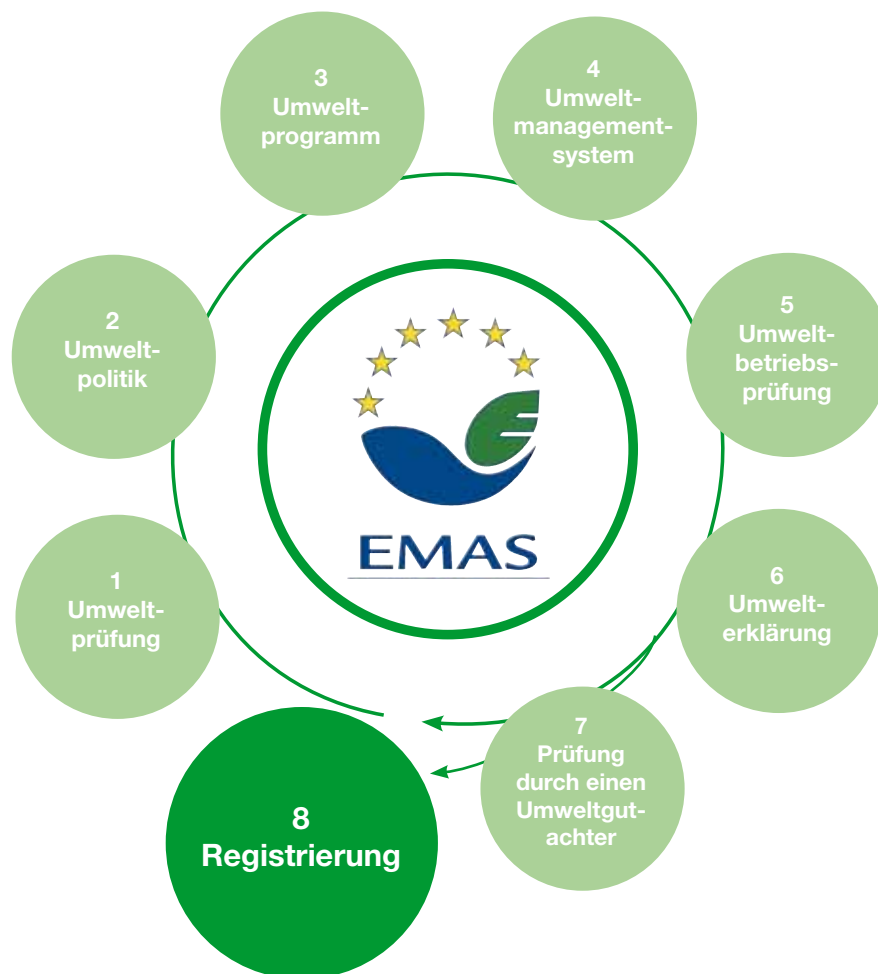 1
Umwelt-
prüfung
2
Umwelt-
politik
3
Umwelt-
programm
4
Umwelt-
management-
system
5
Umwelt-
betriebs-
prüfung
6
Umwelt-
erklärung
7
Prüfung
durch einen
Umweltgut-
achter
8
Registrierung
EMAS